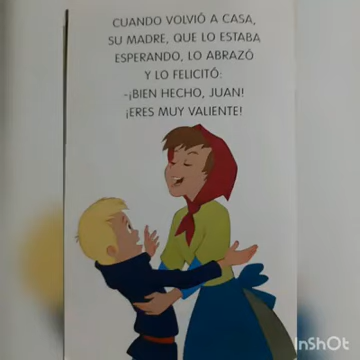 CUANDO VOLVIÓ A CASA,
SU MADRE, QUE LO ESTABA
ESPERANDO, LO ABRAZÓ
Y LO FELICITÓ:
-¡BIEN HECHO, JUAN!
¡ERES MUY VALIENTE!
InShOt